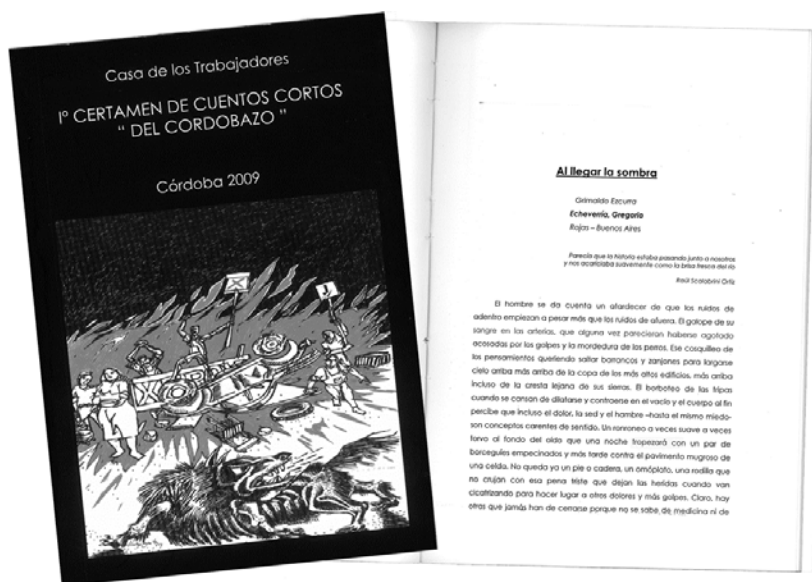 Casa de los Trabajadores
Iº CERTAMEN DE CUENTOS CORTOS
“ DEL CORDOBAZO ”
Córdoba 2009
X
J
Al llegar la sombra
Grimaldo Ezcurra
Echeverría, Gregorio
Rojas – Buenos Aires
Parecía que la historia estaba pasando junto a nosotros
y nos acariciaba suavemente como la brisa fresca del río
Raúl Scalabrini Ortiz
El hombre se da cuenta un atardecer de que los ruidos de
adentro empiezan a pesar más que los ruidos de afuera. El galope de su
sangre en las arterias, que alguna vez parecieron haberse agotado
acosadas por los golpes y la mordedura de los perros. Ese cosquilleo de
los pensamientos queriendo saltar barrancos y zanjones para largarse
cielo arriba más arriba de la copa de los más altos edificios, más arriba
incluso de la cresta lejana de sus sierras. El borboteo de las tripas
cuando se cansan de dilatarse y contraerse en el vacío y el cuerpo al fin
percibe que incluso el dolor, la sed y el hambre –hasta el mismo miedo-
son conceptos carentes de sentido. Un ronroneo a veces suave a veces
torvo al fondo del oído que una noche tropezará con un par de
borceguíes empecinados y más tarde contra el pavimento mugroso de
una celda. No queda ya un pie o cadera, un omóplato, una rodilla que
no crujan con esa pena triste que dejan las heridas cuando van
cicatrizando para hacer lugar a otros dolores y más golpes. Claro, hay
otras que jamás han de cerrarse porque no se sabe de medicina ni de